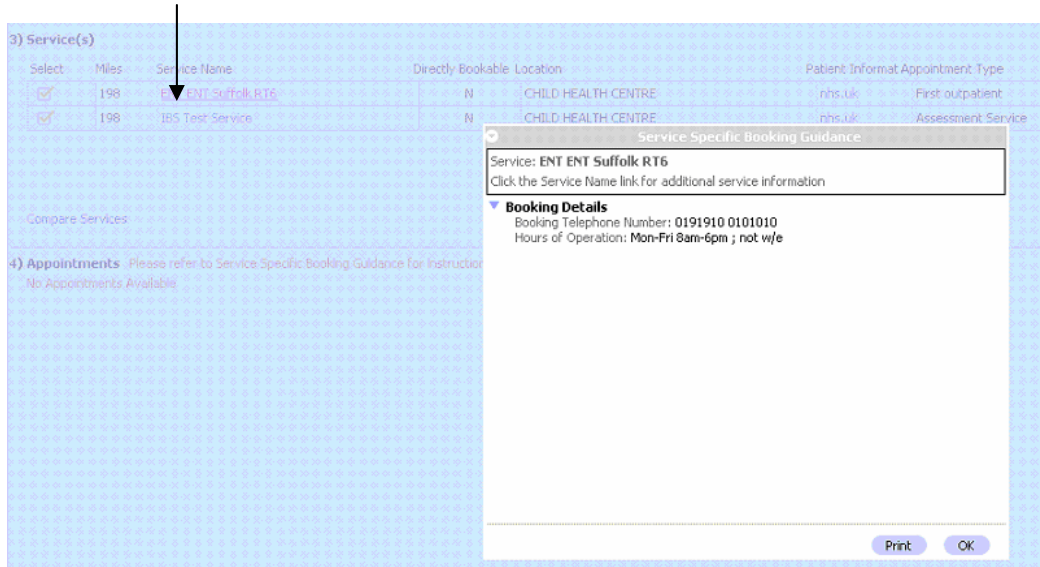 3) Service(s)
Select Miles Service Name Directly Bookable Location Patient Informat Appointment Type
198 ENT ENT Suffolk RT6 N CHILD HEALTH CENTRE nhs.uk First outpatient
198 IBS Test Service N CHILD HEALTH CENTRE nhs.uk Assessment Service
Service Specific Booking Guidance
Service: ENT ENT Suffolk RT6
Click the Service Name link for additional service information
Booking Details
Booking Telephone Number: 0191910 0101010
Hours of Operation: Mon-Fri 8am-6pm ; not w/e
Compare Services
4) Appointments Please refer to Service Specific Booking Guidance for Instruction
No Appointments Available
Print OK